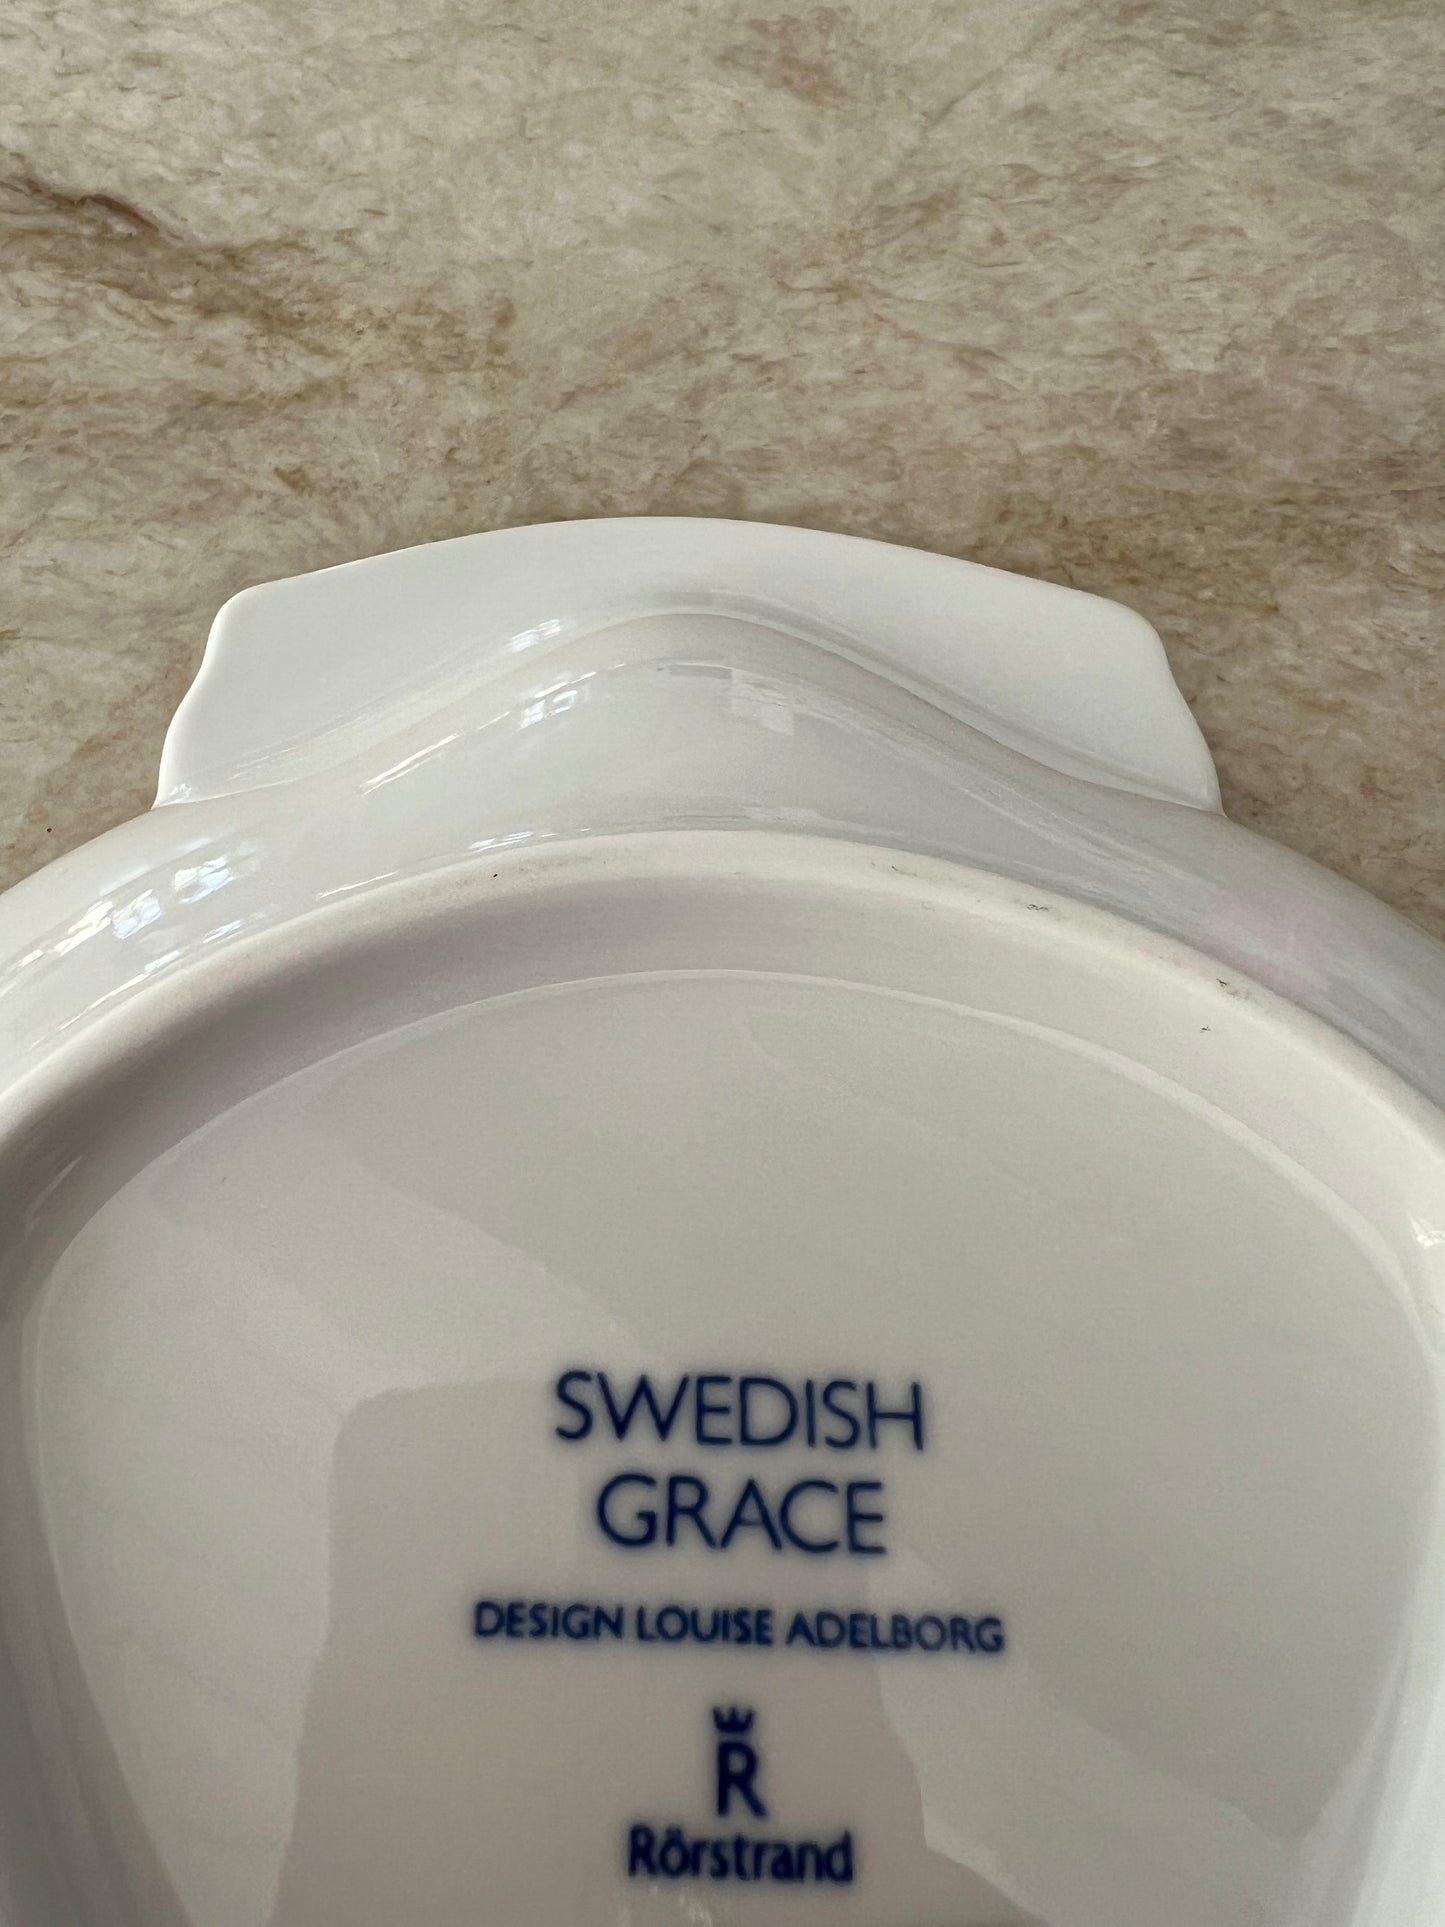 SWEDISH
GRACE
DESIGN LOUISE ADELBORG
R
Rörstrand